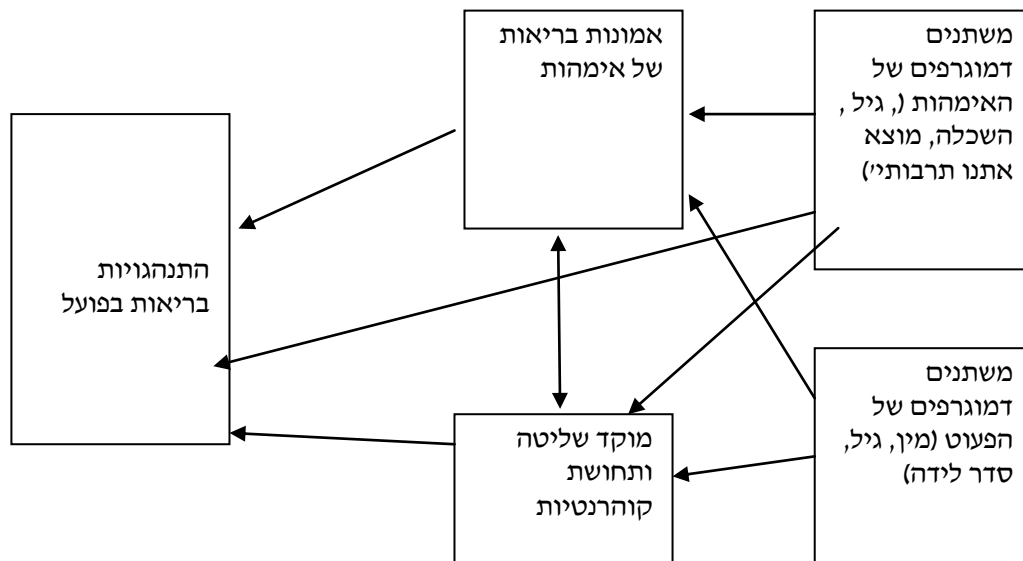 משתנים
דמוגרפים של
האימהות (, גיל ,
השכלה, מוצא
אתנו תרבותי')
אמונות בריאות
של אימהות
התנהגויות
בריאות בפועל
משתנים
דמוגרפים של
הפעוט (מין, גיל,
סדר לידה)
מוקד שליטה
ותחושת
קוהרנטיות